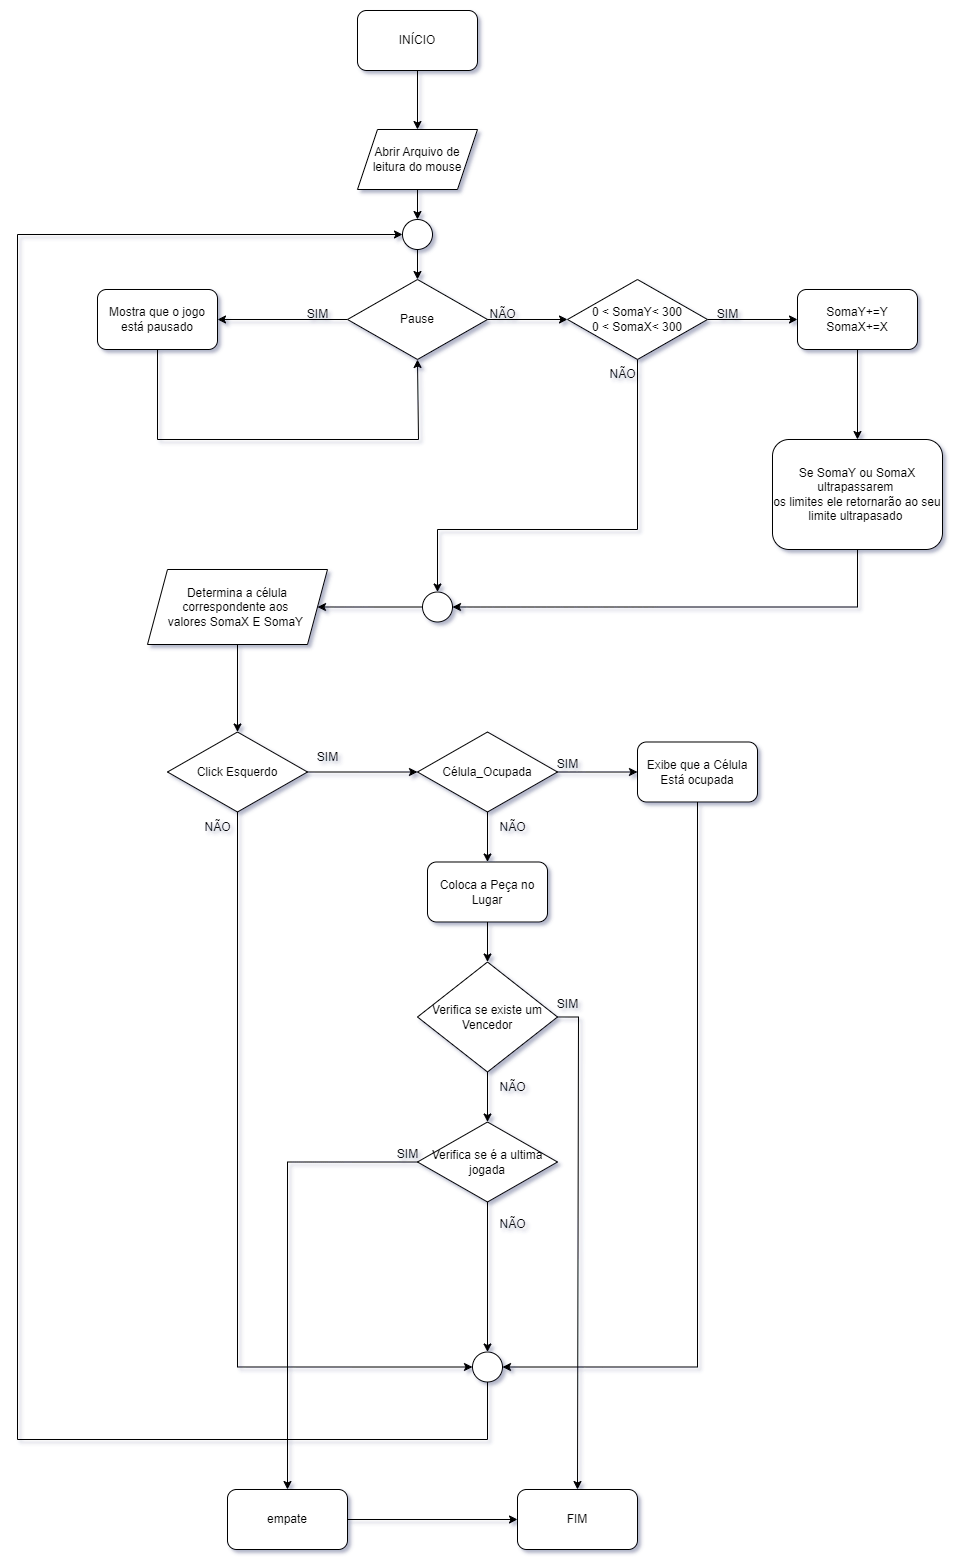 INÍCIO
Abrir Arquivo de
leitura do mouse
Mostra que o jogo
está pausado
SIM
Pause
NÃO
0 < SomaY< 300
0 < SomaX< 300
SIM
SomaY+=Y
SomaX+=X
NÃO
Se SomaY ou SomaX
ultrapassarem
os limites ele retornarão ao seu
limite ultrapasado
Determina a célula
correspondente aos
valores SomaX E SomaY
Click Esquerdo
SIM
Célula_Ocupada
SIM
Exibe que a Célula
Está ocupada
NÃO
NÃO
Coloca a Peça no
Lugar
Verifica se existe um
Vencedor
SIM
NÃO
SIM
Verifica se é a ultima
jogada
NÃO
empate
FIM